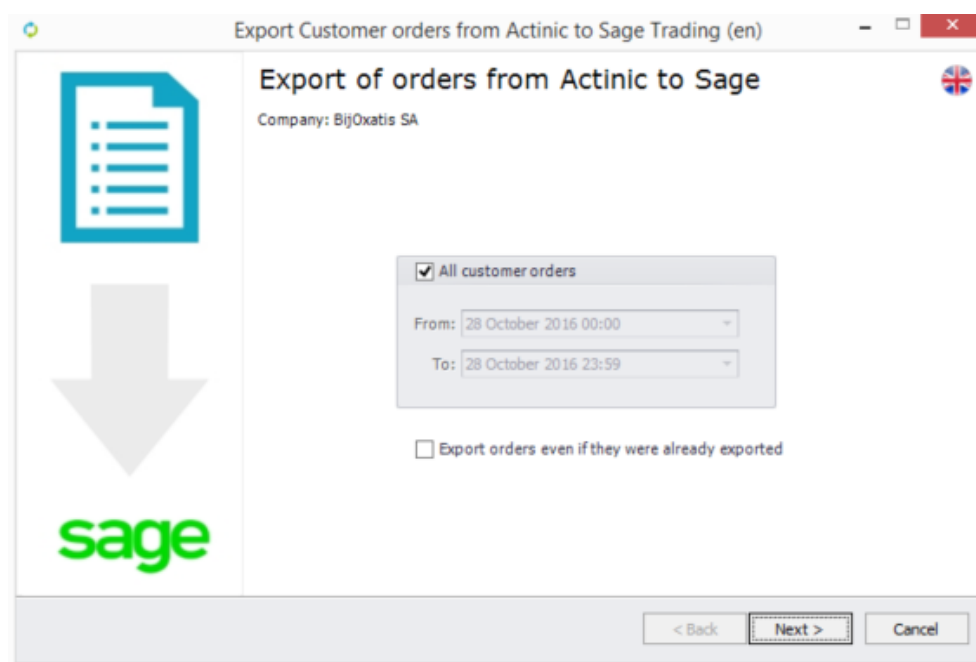 Export Customer orders from Actinic to Sage Trading (en)
Export of orders from Actinic to Sage
Company: BijOxatis SA
All customer orders
From: 28 October 2016 00:00
To: 28 October 2016 23:59
Export orders even if they were already exported
sage
< Back Next > Cancel